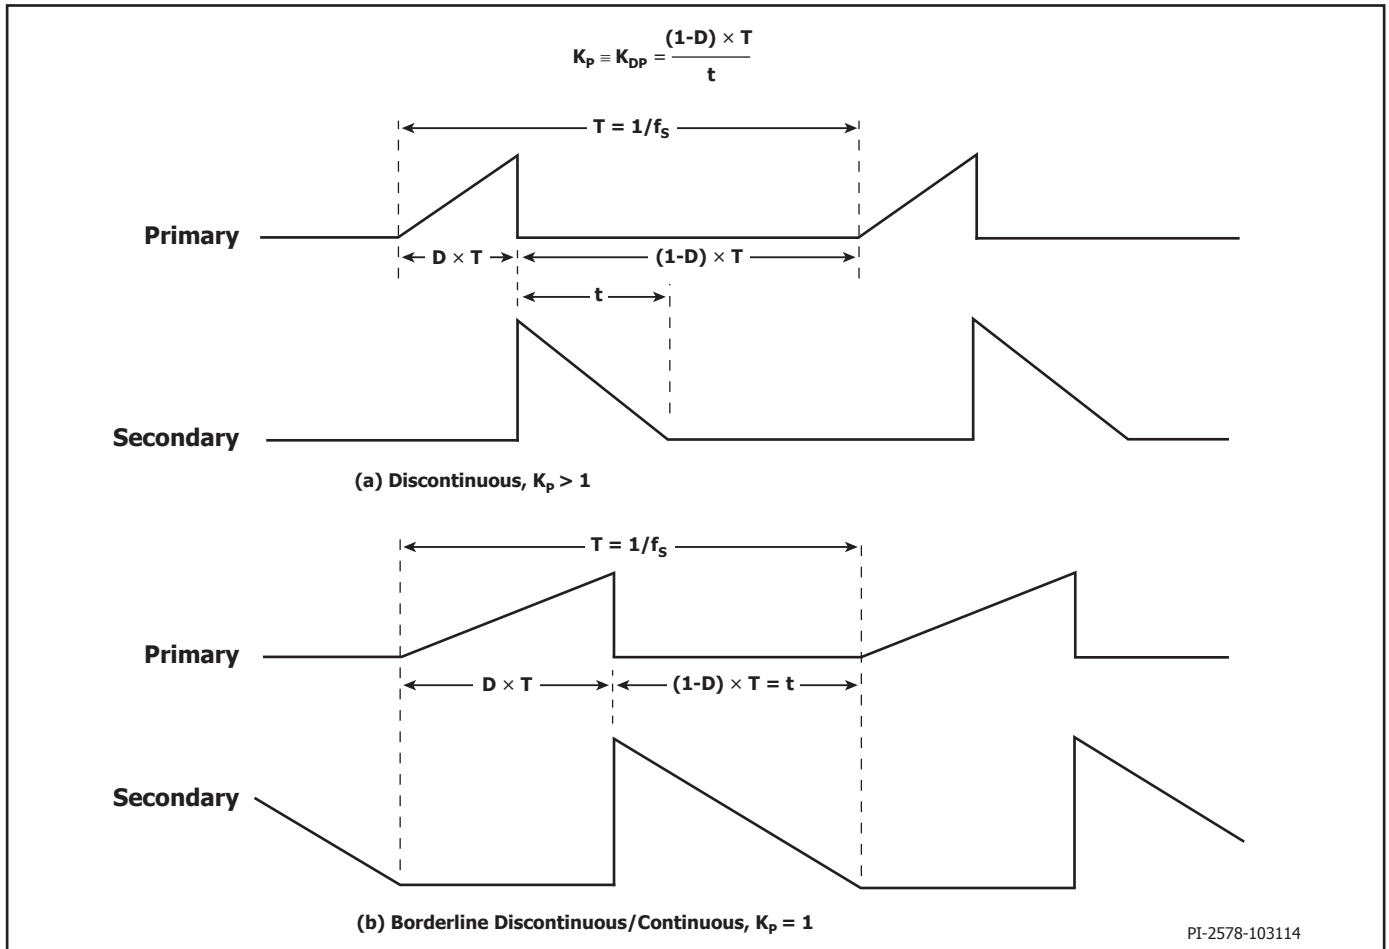 K_P ≡ K_DP = (1-D) × T / t
T = 1/f_S
Primary
D × T
(1-D) × T
t
Secondary
(a) Discontinuous, K_P > 1
T = 1/f_S
Primary
D × T
(1-D) × T = t
Secondary
(b) Borderline Discontinuous/Continuous, K_P = 1
PI-2578-103114